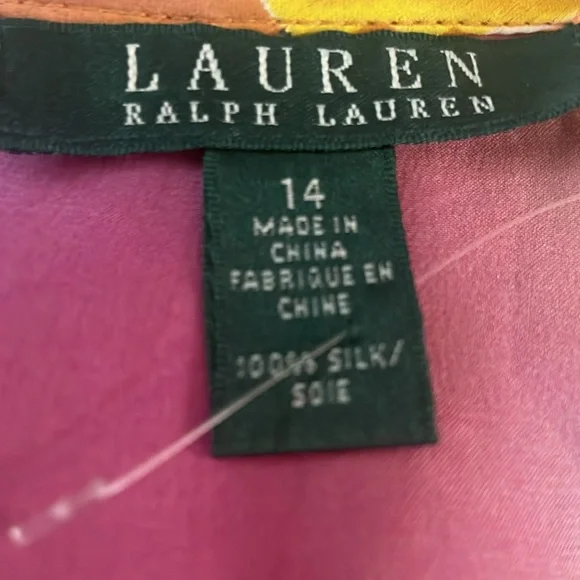 LAUREN
RALPH LAUREN
14
MADE IN
CHINA
FABRIQUE EN
CHINE
100% SILK/
SOIE